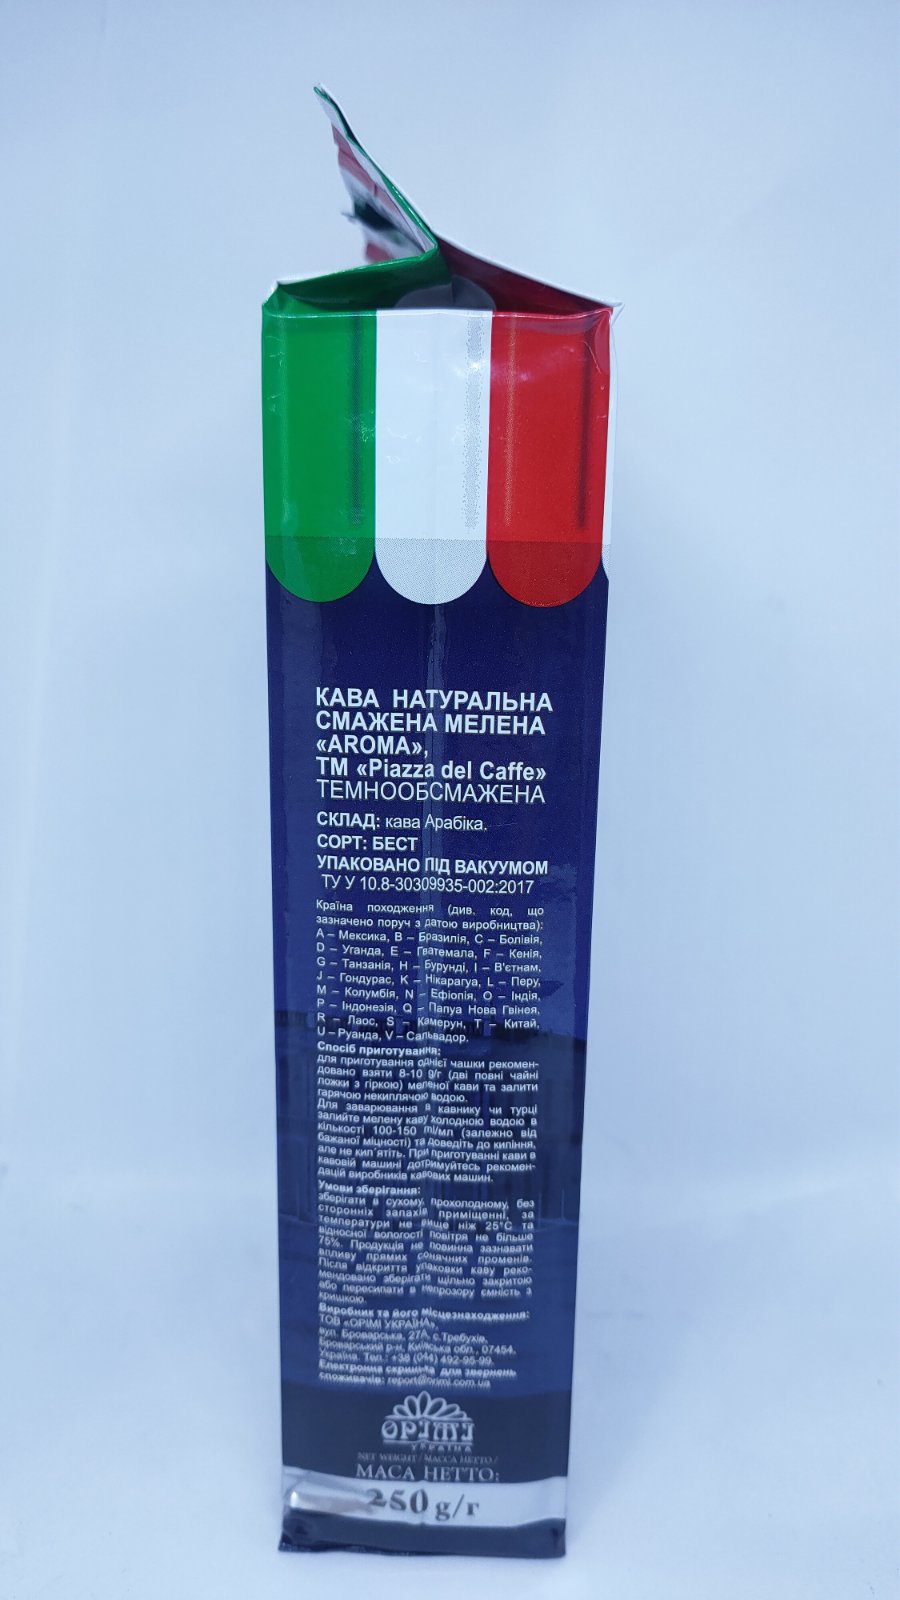 КАВА НАТУРАЛЬНА
СМАЖЕНА МЕЛЕНА
«AROMA»,
ТМ «Piazza del Caffe»
ТЕМНООБСМАЖЕНА
СКЛАД: кава Арабіка.
СОРТ: БЕСТ
УПАКОВАНО ПІД ВАКУУМОМ
ТУ У 10.8-30309935-002:2017
Країна походження (див. код, що
зазначено поруч з датою виробництва):
A – Мексика, B – Бразилія, C – Болівія,
D – Уганда, E – Гватемала, F – Кенія,
G – Танзанія, H – Бурунді, I – В'єтнам,
J – Гондурас, K – Нікарагуа, L – Перу,
M – Колумбія, N – Ефіопія, O – Індія,
P – Індонезія, Q – Папуа Нова Гвінея,
R – Лаос, S – Камерун, T – Китай,
U – Руанда, V – Сальвадор.
Спосіб приготування:
для приготування однієї чашки рекомен-
довано взяти 8-10 g/г (дві повні чайні
ложки з гіркою) меленої кави та залити
гарячою некиплячою водою.
Для заварювання в кавнику чи турці
залийте мелену каву холодною водою в
кількості 100-150 ml/мл (залежно від
бажаної міцності) та доведіть до кипіння,
але не кип'ятіть. При приготуванні кави в
кавовій машині дотримуйтесь рекомен-
дацій виробників кавових машин.
Умови зберігання:
зберігати в сухому, прохолодному, без
сторонніх запахів приміщенні, за
температури не вище ніж 25°C та
відносної вологості повітря не більше
75%. Продукція не повинна зазнавати
впливу прямих сонячних променів.
Після відкриття упаковки каву реко-
мендовано зберігати щільно закритою
або пересипати в непрозору ємність з
кришкою.
Виробник та його місцезнаходження:
ТОВ «ОРІМІ УКРАЇНА»,
вул. Броварська, 27А, с.Требухів,
Броварський р-н, Київська обл., 07454.
Україна. Тел.: +38 (044) 492-95-99.
Електронна скринька для звернень
споживачів: report@orimi.com.ua
ОРІМІ
УКРАЇНА
NET WEIGHT / МАССА НЕТТО /
МАСА НЕТТО:
250 g/г